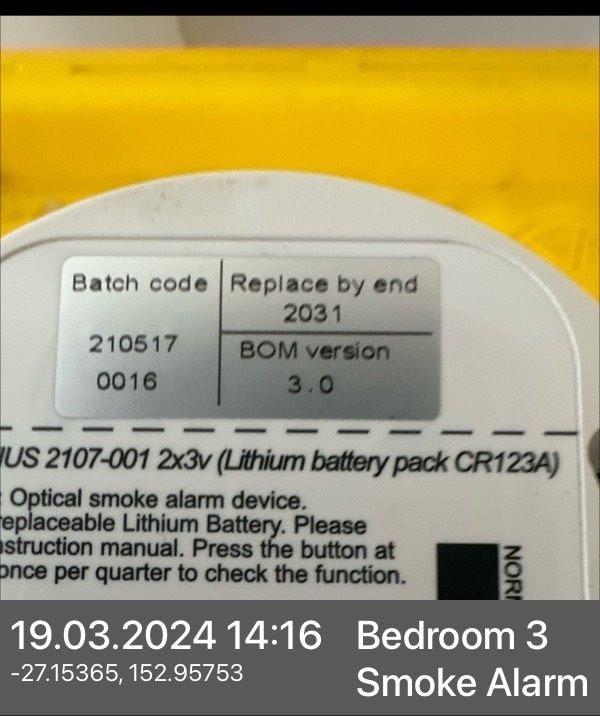 Batch code
210517
0016
Replace by end
2031
BOM version
3.0
2107-001 2x3v (Lithium battery pack CR123A)
Optical smoke alarm device.
Lithium Battery. Please
manual. Press the button at
once per quarter to check the function.
19.03.2024 14:16
-27.15365, 152.95753
Bedroom 3
Smoke Alarm